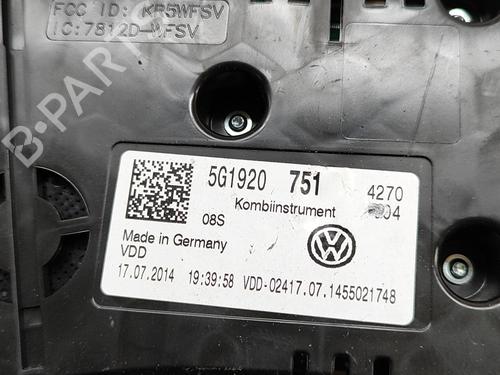 FCC ID: KR5WFSV
IC:7812D-WFSV
B-PARTS
5G1920 751 4270
Kombiinstrument
08S
Made in Germany
VDD
17.07.2014 19:39:58 VDD-02417.07.1455021748